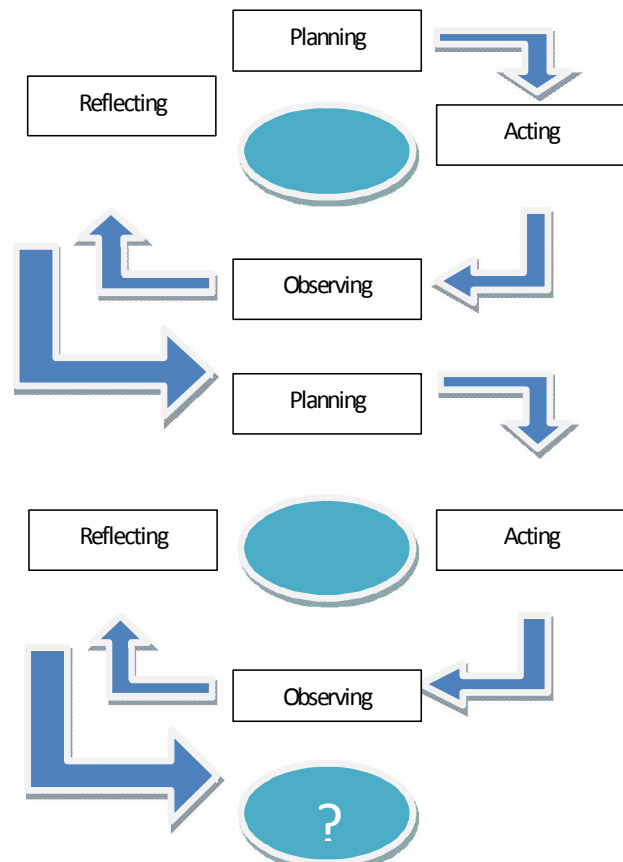 Planning
Reflecting
Acting
Observing
Planning
Reflecting
Acting
Observing
?